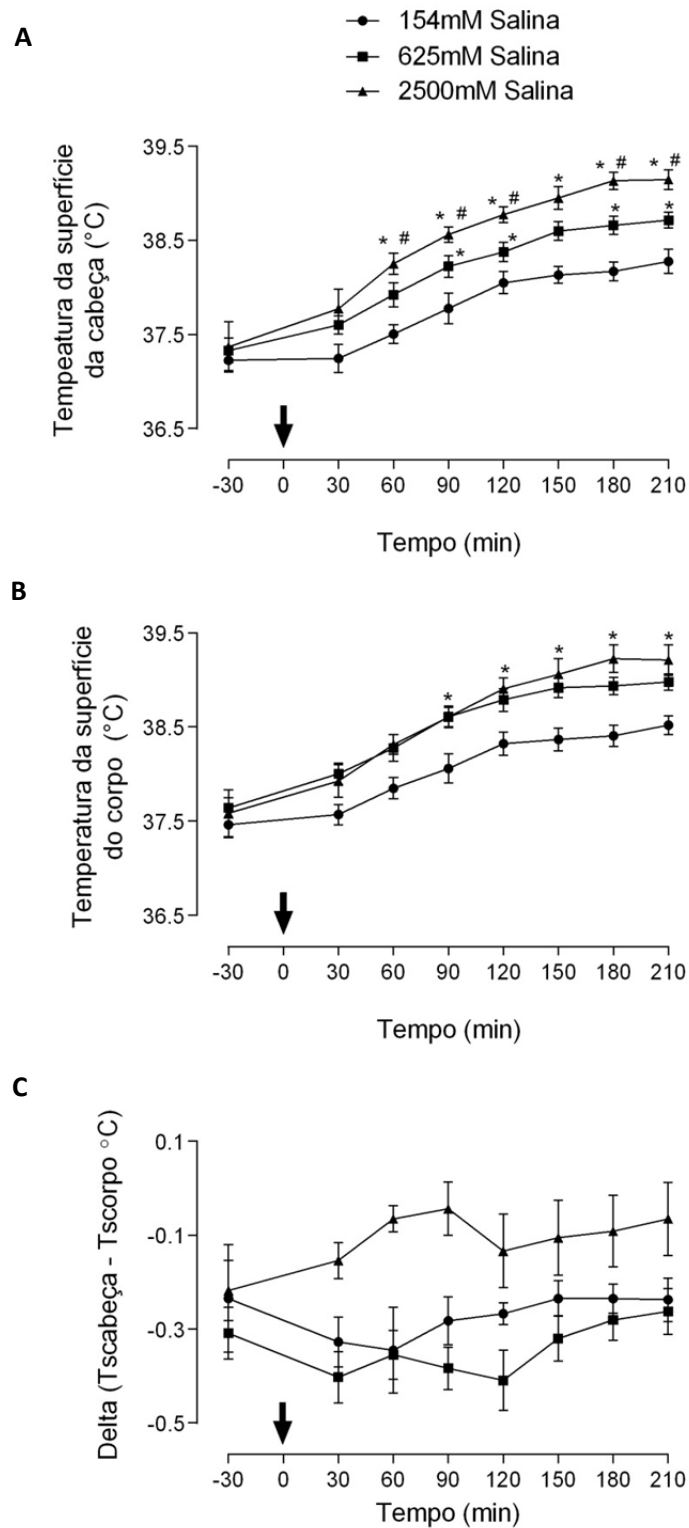 A
154mM Salina
625mM Salina
2500mM Salina
Tempeatura da superfície
da cabeça (°C)
39.5
38.5
37.5
36.5
* # * # * # * * # * #
* * * *
-30 0 30 60 90 120 150 180 210
Tempo (min)
B
Temperatura da superfície
do corpo (°C)
39.5
38.5
37.5
36.5
* * * * *
-30 0 30 60 90 120 150 180 210
Tempo (min)
C
Delta (Tscabeça - Tscorpo °C)
0.1
-0.1
-0.3
-0.5
-30 0 30 60 90 120 150 180 210
Tempo (min)